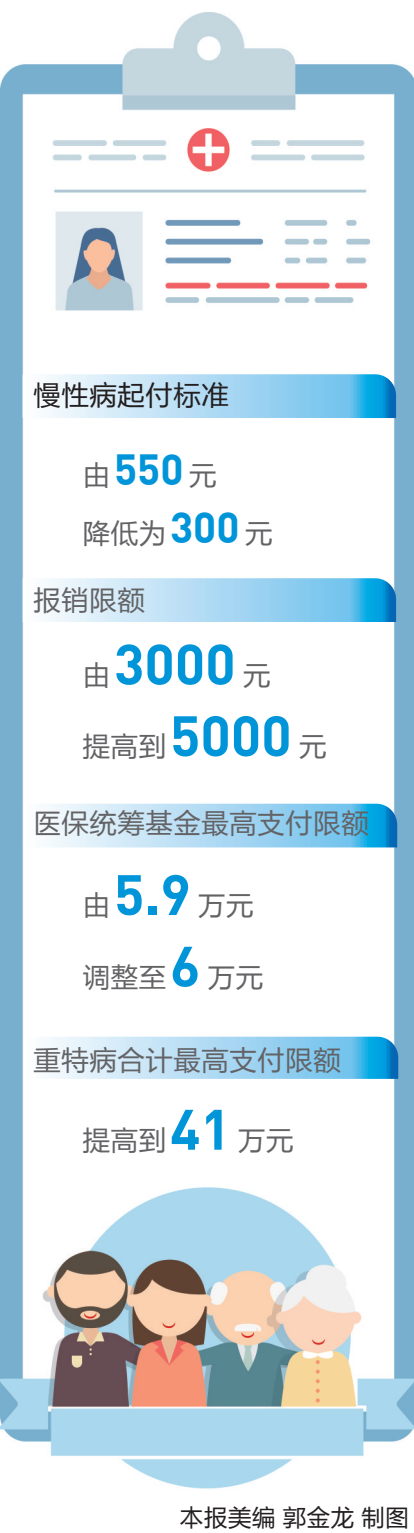 慢性病起付标准
由550元
降低为300元
报销限额
由3000元
提高到5000元
医保统筹基金最高支付限额
由5.9万元
调整至6万元
重特病合计最高支付限额
提高到41万元
本报美编 郭金龙 制图